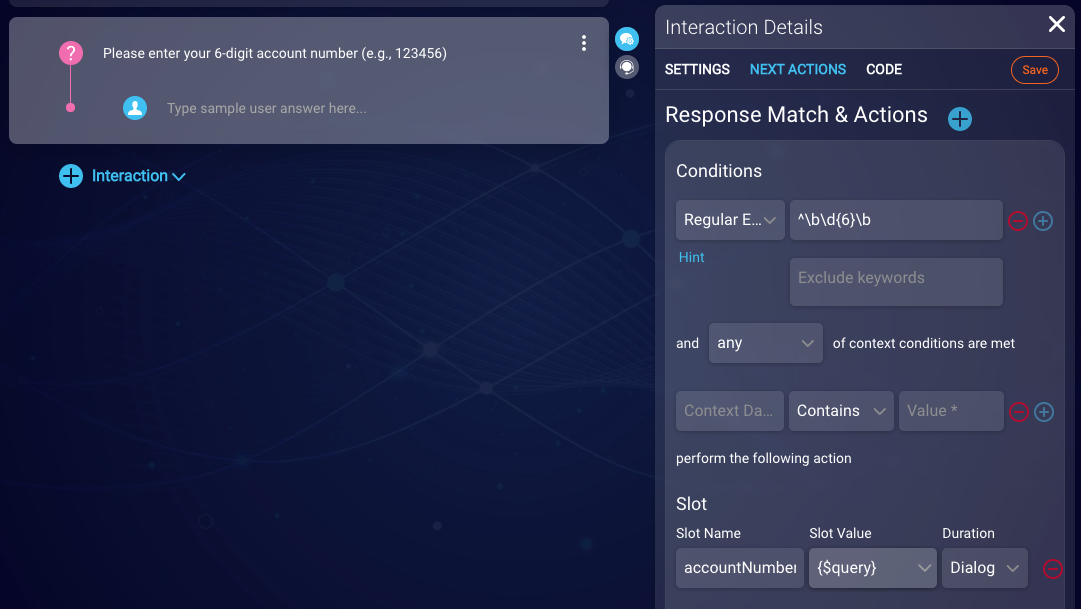 Please enter your 6-digit account number (e.g., 123456)
Type sample user answer here...
Interaction
Interaction Details
SETTINGS NEXT ACTIONS CODE Save
Response Match & Actions
Conditions
Regular E... ^\b\d{6}\b
Hint
Exclude keywords
and any of context conditions are met
Context Da... Contains Value *
perform the following action
Slot
Slot Name Slot Value Duration
accountNumber {$query} Dialog